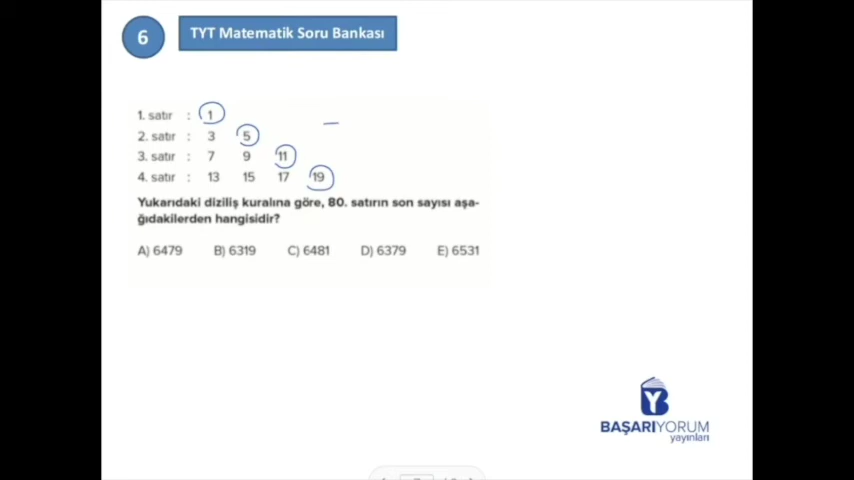 6
TYT Matematik Soru Bankası
1. satır : 1
2. satır : 3 5
3. satır : 7 9 11
4. satır : 13 15 17 19
Yukarıdaki diziliş kuralına göre, 80. satırın son sayısı aşa-
ğıdakilerden hangisidir?
A) 6479 B) 6319 C) 6481 D) 6379 E) 6531
BAŞARIYORUM
yayınları